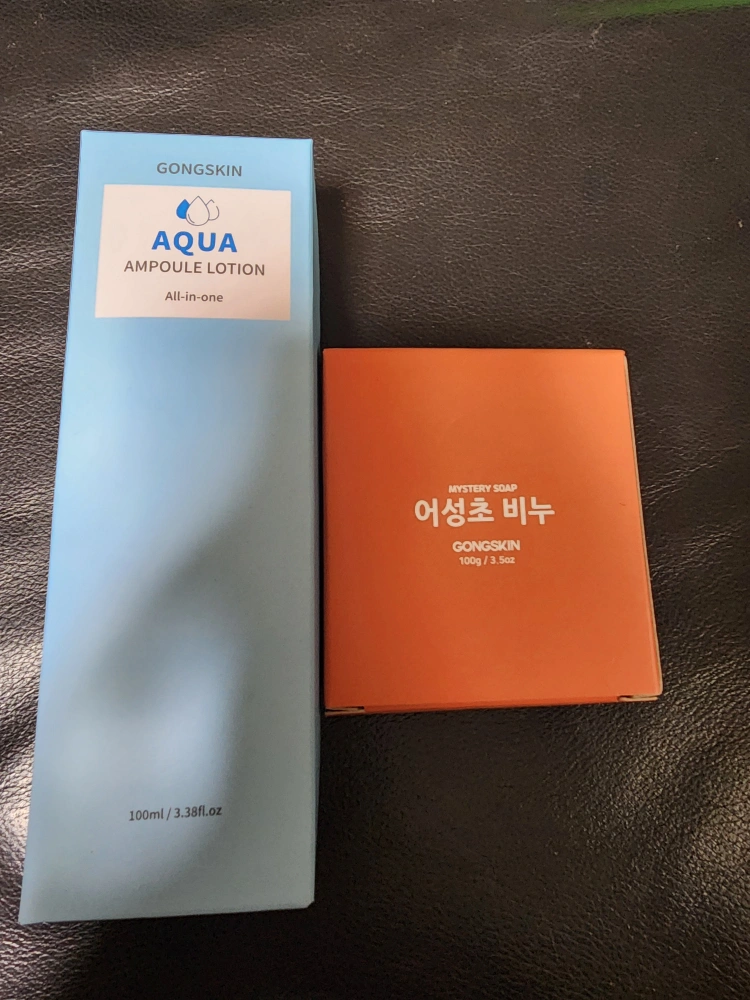 GONGSKIN
AQUA
AMPOULE LOTION
All-in-one
100ml / 3.38fl.oz
MYSTERY SOAP
어성초 비누
GONGSKIN
100g / 3.5oz